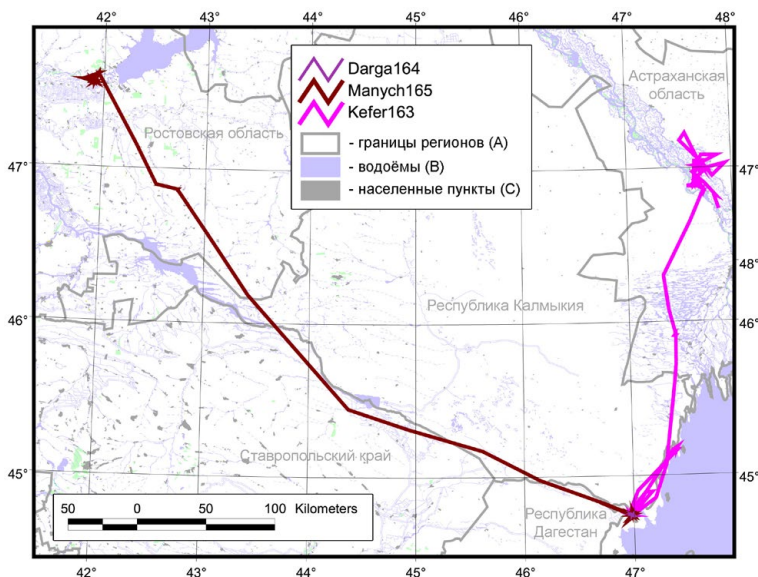 42° 43° 44° 45° 46° 47° 48°
Darga164
Manych165
Kefer163
- границы регионов (A)
- водоёмы (B)
- населенные пункты (C)
Астраханская
область
Ростовская область
47° 47°
48°
Республика Калмыкия
46° 46°
48°
Ставропольский край
45° 45°
50 0 50 100 Kilometers
Республика
Дагестан
42° 43° 44° 45° 46° 47° 48°